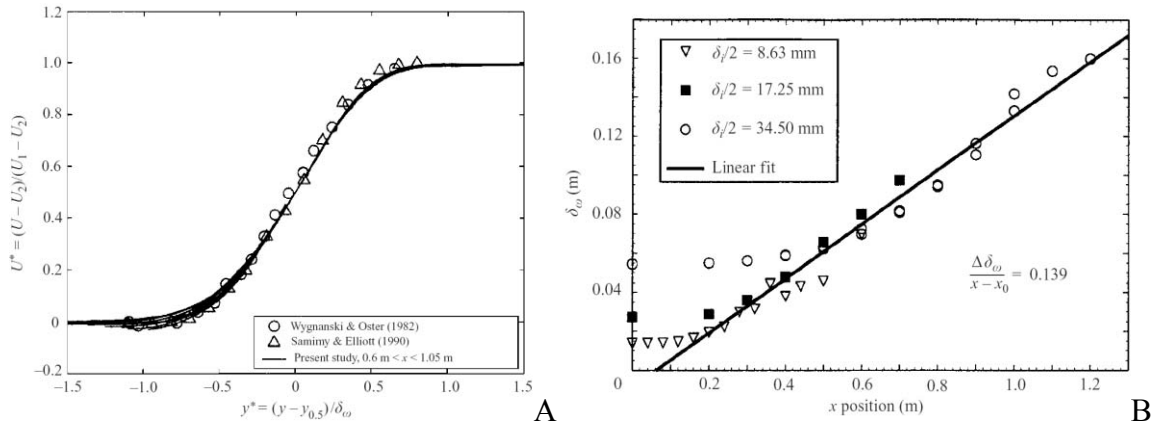 1.2
1.0
0.8
0.6
0.4
0.2
0
−0.2
−1.5
−1.0
−0.5
0
0.5
1.0
1.5
U* = (U − U₂)/(U₁ − U₂)
y* = (y − y₀.₅)/δω
Wygnanski & Oster (1982)
Samimy & Elliott (1990)
Present study, 0.6 m < x < 1.05 m
A
0.16
0.12
0.08
0.04
0
0.2
0.4
0.6
0.8
1.0
1.2
δω (m)
x position (m)
δᵢ/2 = 8.63 mm
δᵢ/2 = 17.25 mm
δᵢ/2 = 34.50 mm
Linear fit
Δδω
x − x₀
= 0.139
B